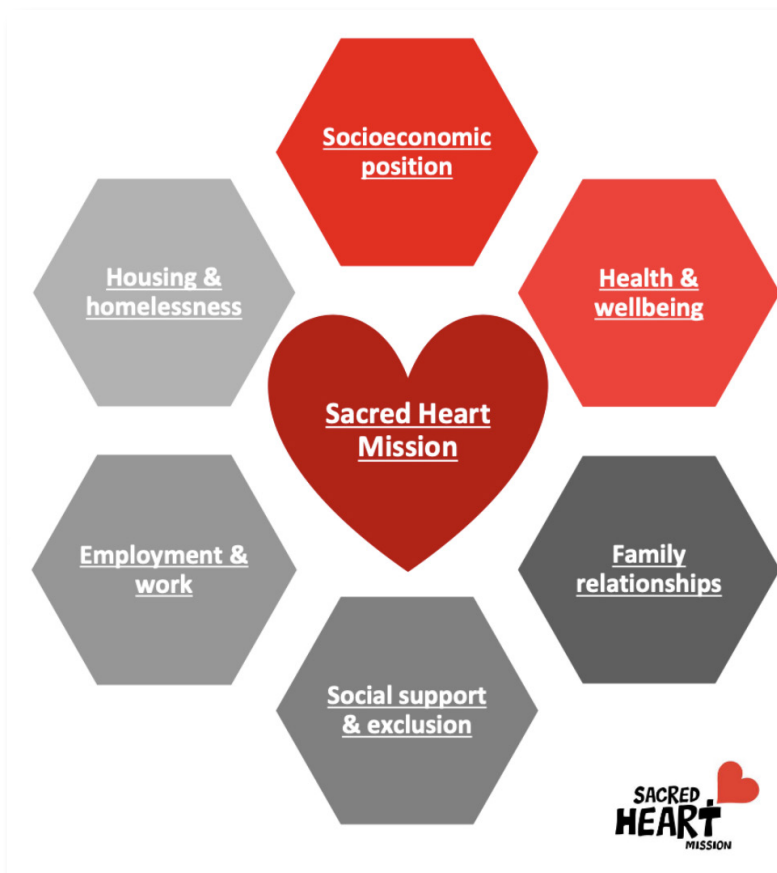 Socioeconomic
position
Housing &
homelessness
Health &
wellbeing
Sacred Heart
Mission
Employment &
work
Family
relationships
Social support
& exclusion
SACRED
HEART
MISSION